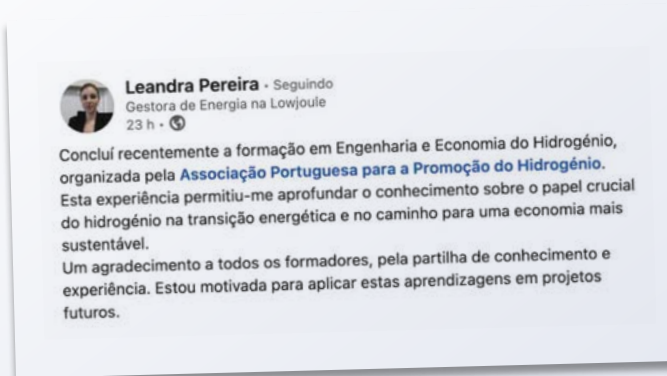 Leandra Pereira • Seguindo
Gestora de Energia na Lowjoule
23 h •
Concluí recentemente a formação em Engenharia e Economia do Hidrogénio,
organizada pela Associação Portuguesa para a Promoção do Hidrogénio.
Esta experiência permitiu-me aprofundar o conhecimento sobre o papel crucial
do hidrogénio na transição energética e no caminho para uma economia mais
sustentável.
Um agradecimento a todos os formadores, pela partilha de conhecimento e
experiência. Estou motivada para aplicar estas aprendizagens em projetos
futuros.